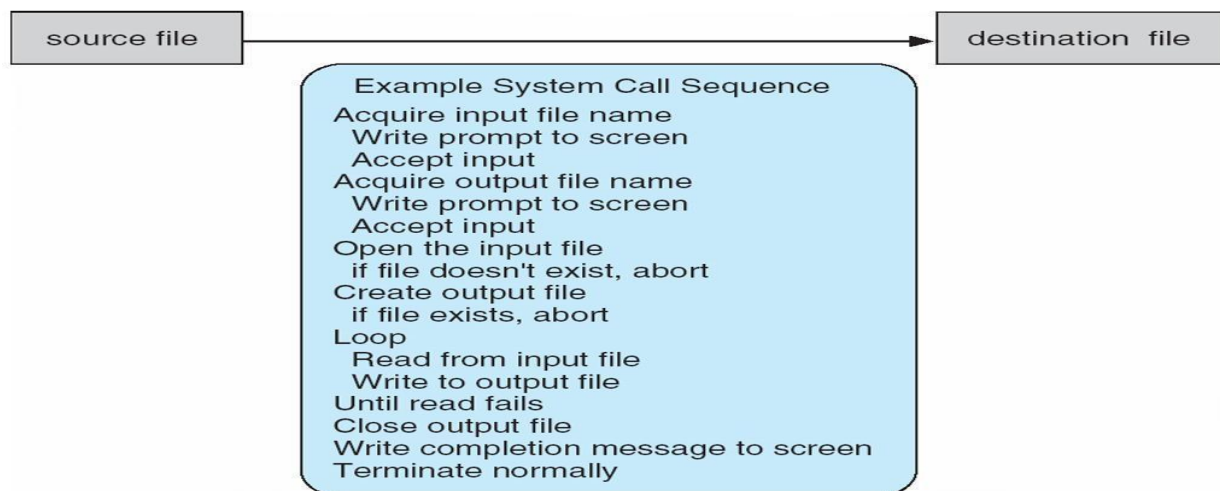 source file
destination file
Example System Call Sequence
Acquire input file name
Write prompt to screen
Accept input
Acquire output file name
Write prompt to screen
Accept input
Open the input file
if file doesn't exist, abort
Create output file
if file exists, abort
Loop
Read from input file
Write to output file
Until read fails
Close output file
Write completion message to screen
Terminate normally